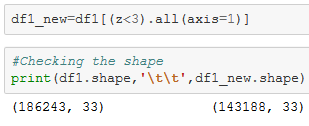 df1_new=df1[(z<3).all(axis=1)]
#Checking the shape
print(df1.shape,'\t\t',df1_new.shape)
(186243, 33) (143188, 33)